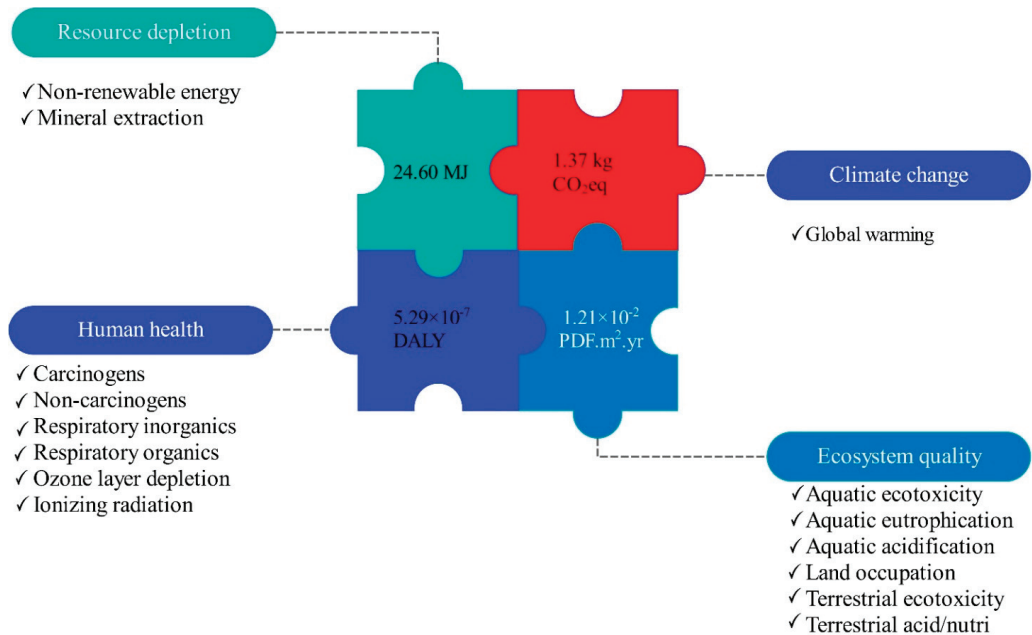 Resource depletion
✓Non-renewable energy
✓Mineral extraction
24.60 MJ
1.37 kg
CO₂eq
Climate change
✓Global warming
Human health
✓Carcinogens
✓Non-carcinogens
✓Respiratory inorganics
✓Respiratory organics
✓Ozone layer depletion
✓Ionizing radiation
5.29×10⁻⁷
DALY
1.21×10⁻²
PDF.m².yr
Ecosystem quality
✓Aquatic ecotoxicity
✓Aquatic eutrophication
✓Aquatic acidification
✓Land occupation
✓Terrestrial ecotoxicity
✓Terrestrial acid/nutri